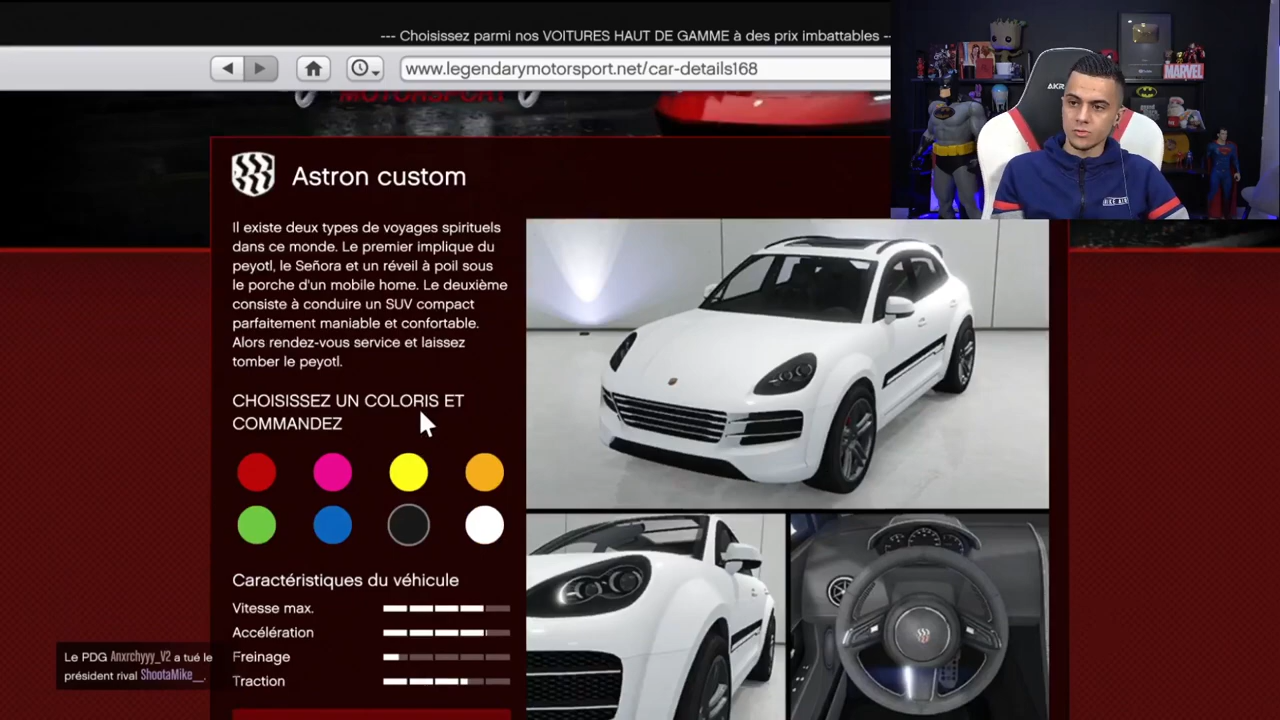 --- Choisissez parmi nos VOITURES HAUT DE GAMME à des prix imbattables --
www.legendarymotorsport.net/car-details168
MOTORSPORT
AKR
MARVEL
Astron custom
Il existe deux types de voyages spirituels
dans ce monde. Le premier implique du
peyotl, le Señora et un réveil à poil sous
le porche d'un mobile home. Le deuxième
consiste à conduire un SUV compact
parfaitement maniable et confortable.
Alors rendez-vous service et laissez
tomber le peyotl.
CHOISISSEZ UN COLORIS ET
COMMANDEZ
Caractéristiques du véhicule
Vitesse max.
Accélération
Freinage
Traction
Le PDG Anxrchyyy_V2 a tué le
président rival ShootaMike__.